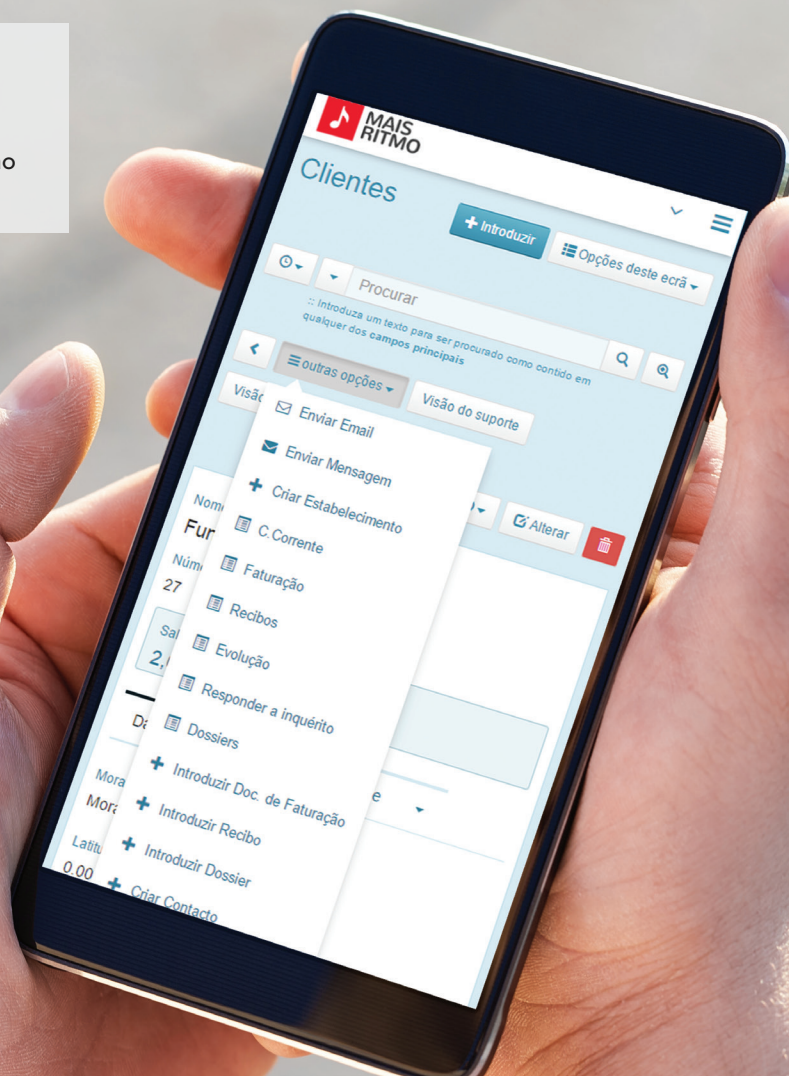 MAIS
RITMO
Clientes
Introduzir
Opções deste ecrã
Procurar
:: Introduza um texto para ser procurado como contido em
qualquer dos campos principais
outras opções
Visão do suporte
Enviar Email
Enviar Mensagem
Criar Estabelecimento
Alterar
C.Corrente
Faturação
27
Recibos
Evolução
Responder a inquérito
Dossiers
Introduzir Doc. de Faturação
Introduzir Recibo
Introduzir Dossier
0.00
Criar Contacto